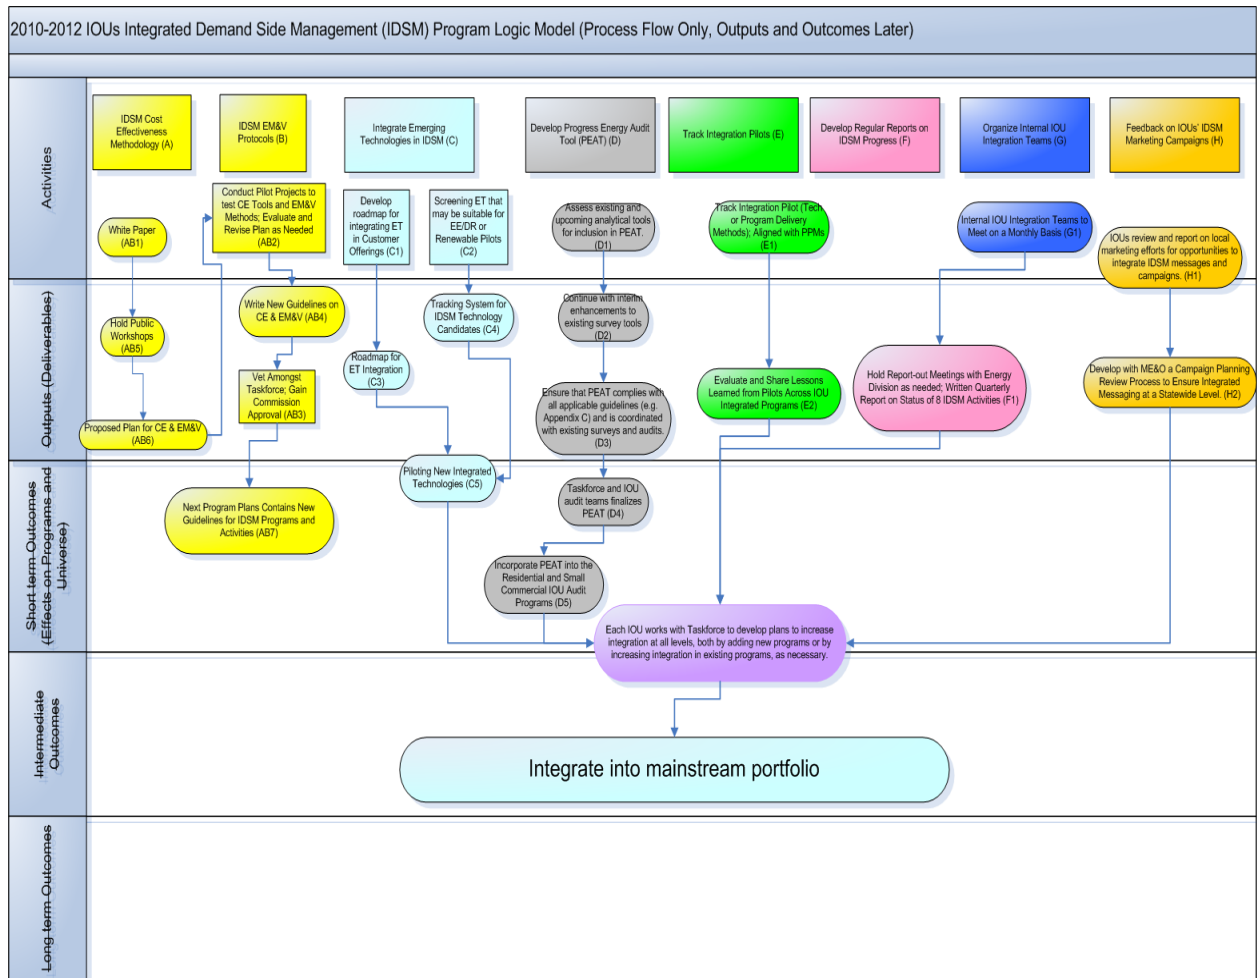 2010-2012 IOUs Integrated Demand Side Management (IDSM) Program Logic Model (Process Flow Only, Outputs and Outcomes Later)
Activities
IDSM Cost
Effectiveness
Methodology (A)
IDSM EM&V
Protocols (B)
Integrate Emerging
Technologies in IDSM (C)
Develop Progress Energy Audit
Tool (PEAT) (D)
Track Integration Pilots (E)
Develop Regular Reports on
IDSM Progress (F)
Organize Internal IOU
Integration Teams (G)
Feedback on IOUs' IDSM
Marketing Campaigns (H)
White Paper
(AB1)
Conduct Pilot Projects to
test CE Tools and EM&V
Methods; Evaluate and
Revise Plan as Needed
(AB2)
Develop
roadmap for
integrating ET
in Customer
Offerings (C1)
Screening ET that
may be suitable for
EE/DR or
Renewable Pilots
(C2)
Assess existing and
upcoming analytical tools
for inclusion in PEAT.
(D1)
Track Integration Pilot (Tech
or Program Delivery
Methods); Aligned with PPMs
(E1)
Internal IOU Integration Teams to
Meet on a Monthly Basis (G1)
IOUs review and report on local
marketing efforts for opportunities to
integrate IDSM messages and
campaigns. (H1)
Outputs (Deliverables)
Write New Guidelines on
CE & EM&V (AB4)
Hold Public
Workshops
(AB5)
Vet Amongst
Taskforce; Gain
Commission
Approval (AB3)
Proposed Plan for CE & EM&V
(AB6)
Roadmap for
ET Integration
(C3)
Tracking System for
IDSM Technology
Candidates (C4)
Continue with interim
enhancements to
existing survey tools
(D2)
Ensure that PEAT complies with
all applicable guidelines (e.g.
Appendix C) and is coordinated
with existing surveys and audits.
(D3)
Evaluate and Share Lessons
Learned from Pilots Across IOU
Integrated Programs (E2)
Hold Report-out Meetings with Energy
Division as needed; Written Quarterly
Report on Status of 8 IDSM Activities (F1)
Develop with ME&O a Campaign Planning
Review Process to Ensure Integrated
Messaging at a Statewide Level. (H2)
Short term Outcomes
(Effects on Programs and
Universe)
Next Program Plans Contains New
Guidelines for IDSM Programs and
Activities (AB7)
Piloting New Integrated
Technologies (C5)
Taskforce and IOU
audit teams finalizes
PEAT (D4)
Incorporate PEAT into the
Residential and Small
Commercial IOU Audit
Programs (D5)
Each IOU works with Taskforce to develop plans to increase
integration at all levels, both by adding new programs or by
increasing integration in existing programs, as necessary.
Intermediate
Outcomes
Integrate into mainstream portfolio
Long term Outcomes